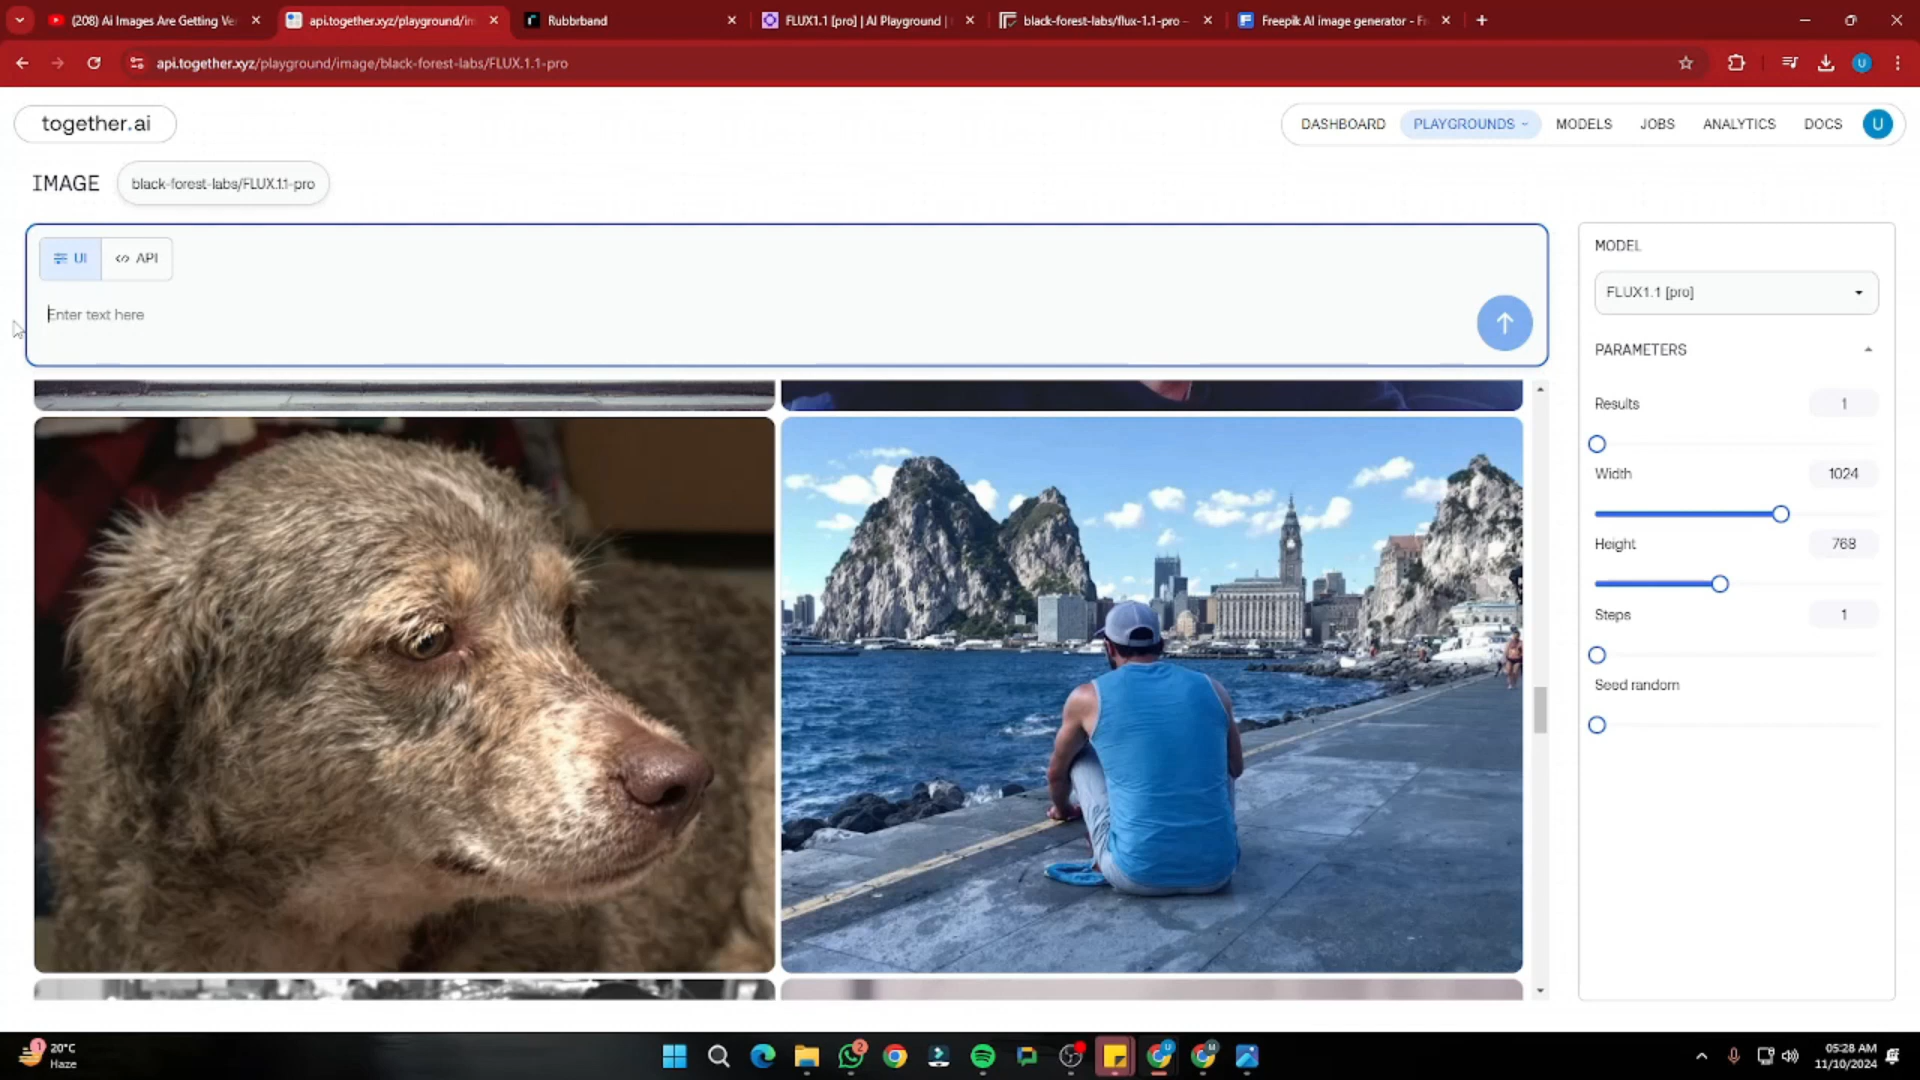 (208) Ai Images Are Getting Ve
api.together.xyz/playground/im
Rubbrband
FLUX1.1 [pro] | AI Playground |
black-forest-labs/flux-1.1-pro –
Freepik AI image generator - Fr
api.together.xyz/playground/image/black-forest-labs/FLUX.1.1-pro
U
together.ai
DASHBOARD
PLAYGROUNDS
MODELS
JOBS
ANALYTICS
DOCS
U
IMAGE
black-forest-labs/FLUX.1.1-pro
UI
API
Enter text here
MODEL
FLUX1.1 [pro]
PARAMETERS
Results
1
Width
1024
Height
768
Steps
1
Seed random
1
20°C
Haze
2
U
M
05:28 AM
11/10/2024